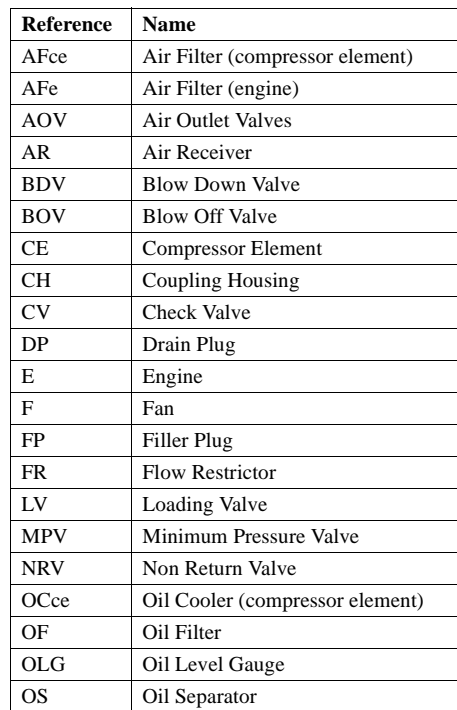 Reference Name
AFce Air Filter (compressor element)
AFe Air Filter (engine)
AOV Air Outlet Valves
AR Air Receiver
BDV Blow Down Valve
BOV Blow Off Valve
CE Compressor Element
CH Coupling Housing
CV Check Valve
DP Drain Plug
E Engine
F Fan
FP Filler Plug
FR Flow Restrictor
LV Loading Valve
MPV Minimum Pressure Valve
NRV Non Return Valve
OCce Oil Cooler (compressor element)
OF Oil Filter
OLG Oil Level Gauge
OS Oil Separator